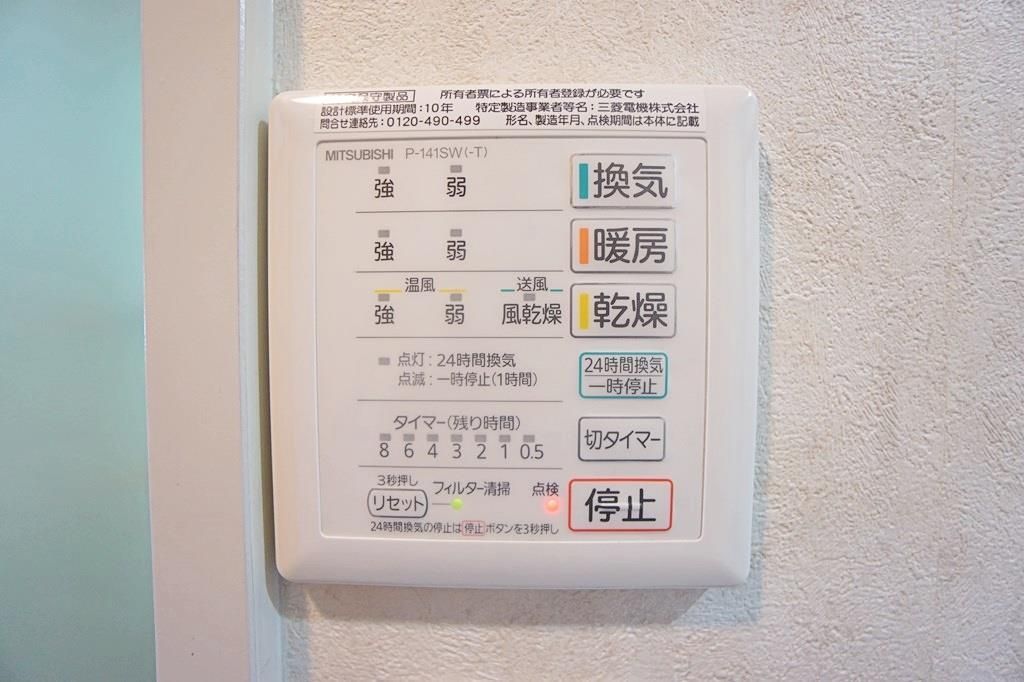 守製品 所有者票による所有者登録が必要です
設計標準使用期間:10年 特定製造事業者等名:三菱電機株式会社
問合せ連絡先:0120-490-499 形名、製造年月、点検期間は本体に記載
MITSUBISHI P-141SW(-T)
強 弱 換気
強 弱 暖房
温風 送風
強 弱 風乾燥 乾燥
点灯:24時間換気
点滅:一時停止(1時間)
24時間換気
一時停止
タイマー(残り時間)
8 6 4 3 2 1 0.5
切タイマー
3秒押し
リセット フィルター清掃 点検
停止
24時間換気の停止は停止ボタンを3秒押し